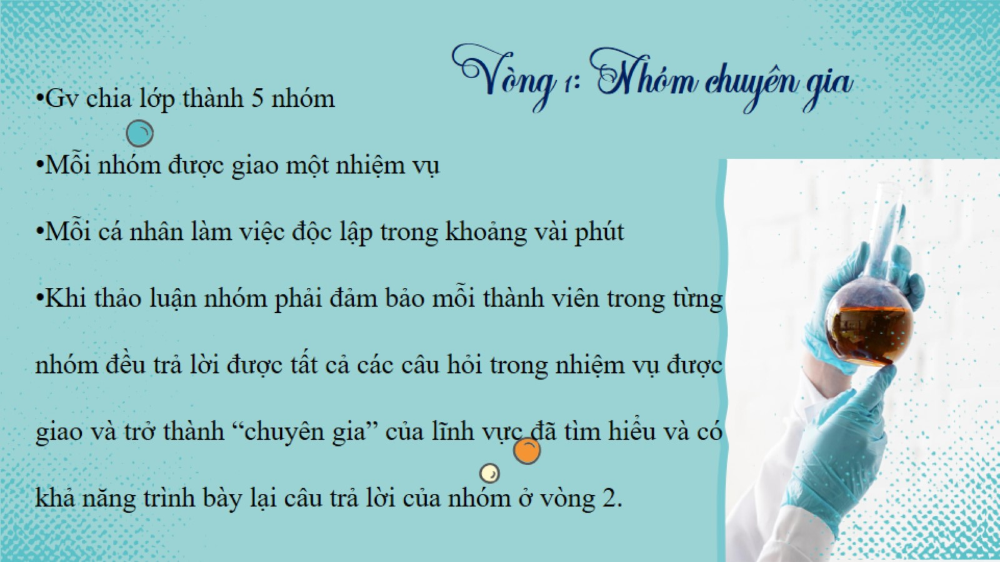 Vòng 1: Nhóm chuyên gia
•Gv chia lớp thành 5 nhóm
•Mỗi nhóm được giao một nhiệm vụ
•Mỗi cá nhân làm việc độc lập trong khoảng vài phút
•Khi thảo luận nhóm phải đảm bảo mỗi thành viên trong từng
nhóm đều trả lời được tất cả các câu hỏi trong nhiệm vụ được
giao và trở thành “chuyên gia” của lĩnh vực đã tìm hiểu và có
khả năng trình bày lại câu trả lời của nhóm ở vòng 2.